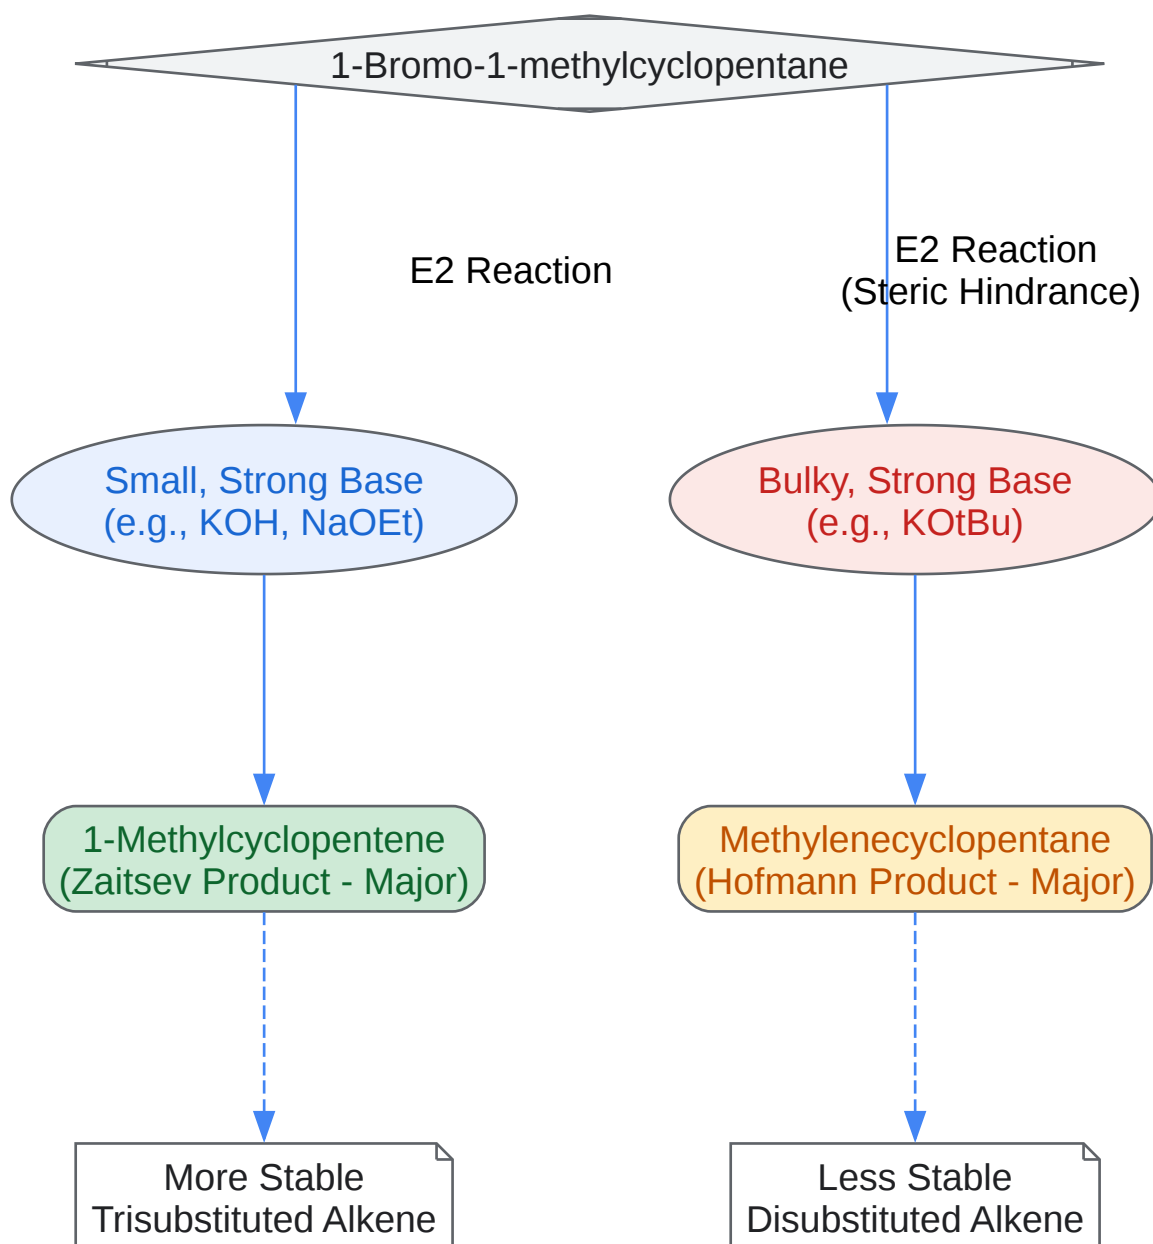 1-Bromo-1-methylcyclopentane
E2 Reaction
E2 Reaction
(Steric Hindrance)
Small, Strong Base
(e.g., KOH, NaOEt)
Bulky, Strong Base
(e.g., KOtBu)
1-Methylcyclopentene
(Zaitsev Product - Major)
Methylenecyclopentane
(Hofmann Product - Major)
More Stable
Trisubstituted Alkene
Less Stable
Disubstituted Alkene